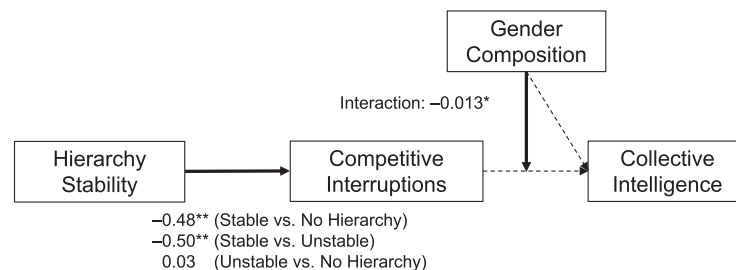 Gender
Composition
Interaction: –0.013*
Hierarchy
Stability
Competitive
Interruptions
Collective
Intelligence
–0.48** (Stable vs. No Hierarchy)
–0.50** (Stable vs. Unstable)
0.03 (Unstable vs. No Hierarchy)